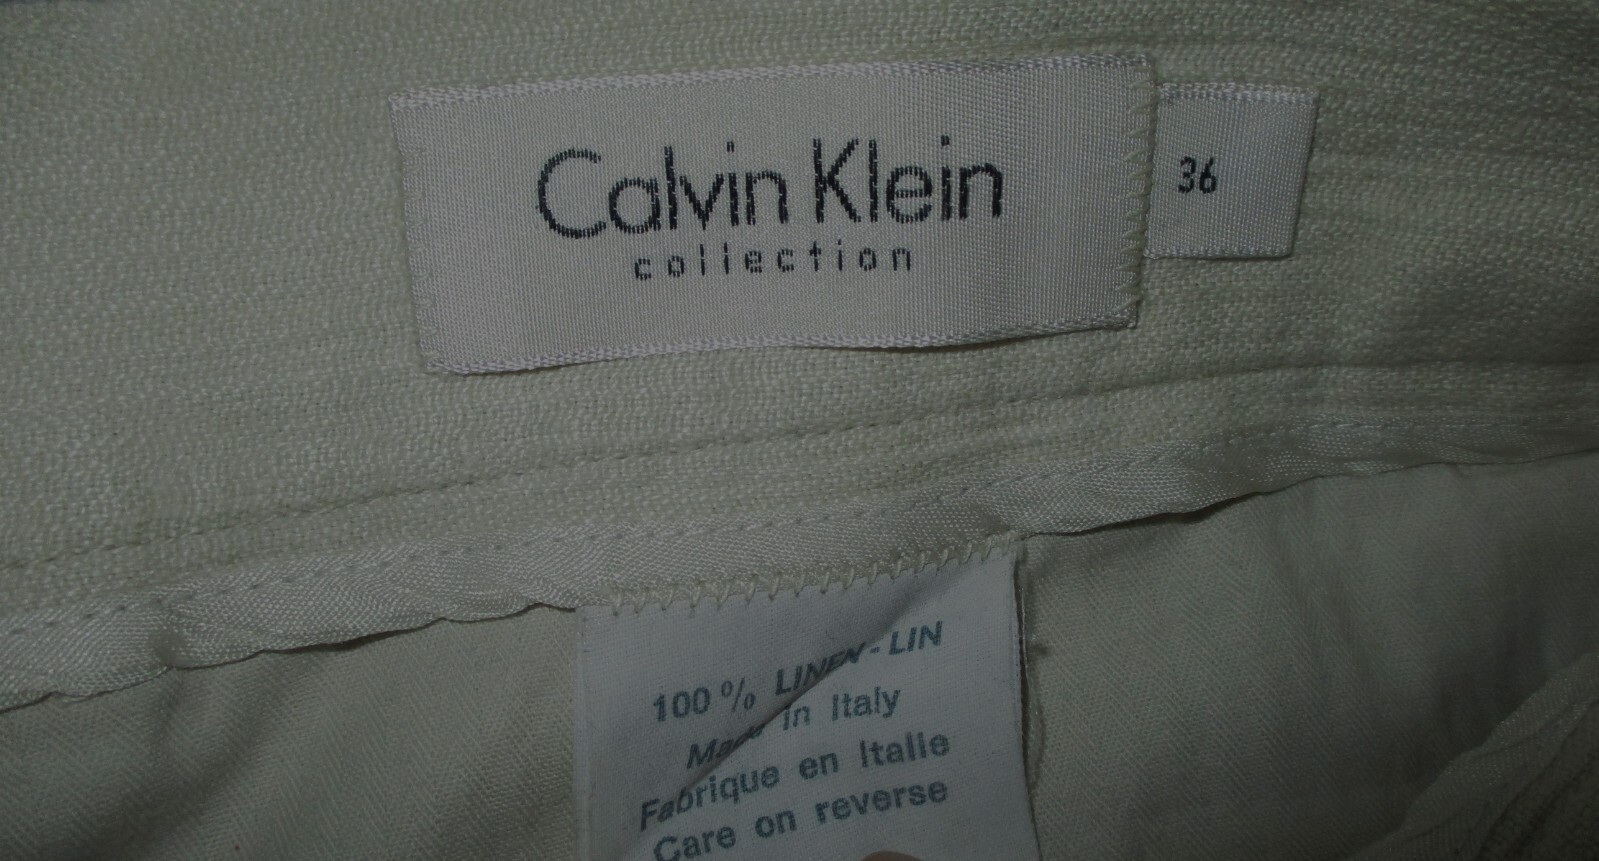 Calvin Klein
collection
36
100 % LINEN - LIN
Made in Italy
Fabrique en Italie
Care on reverse